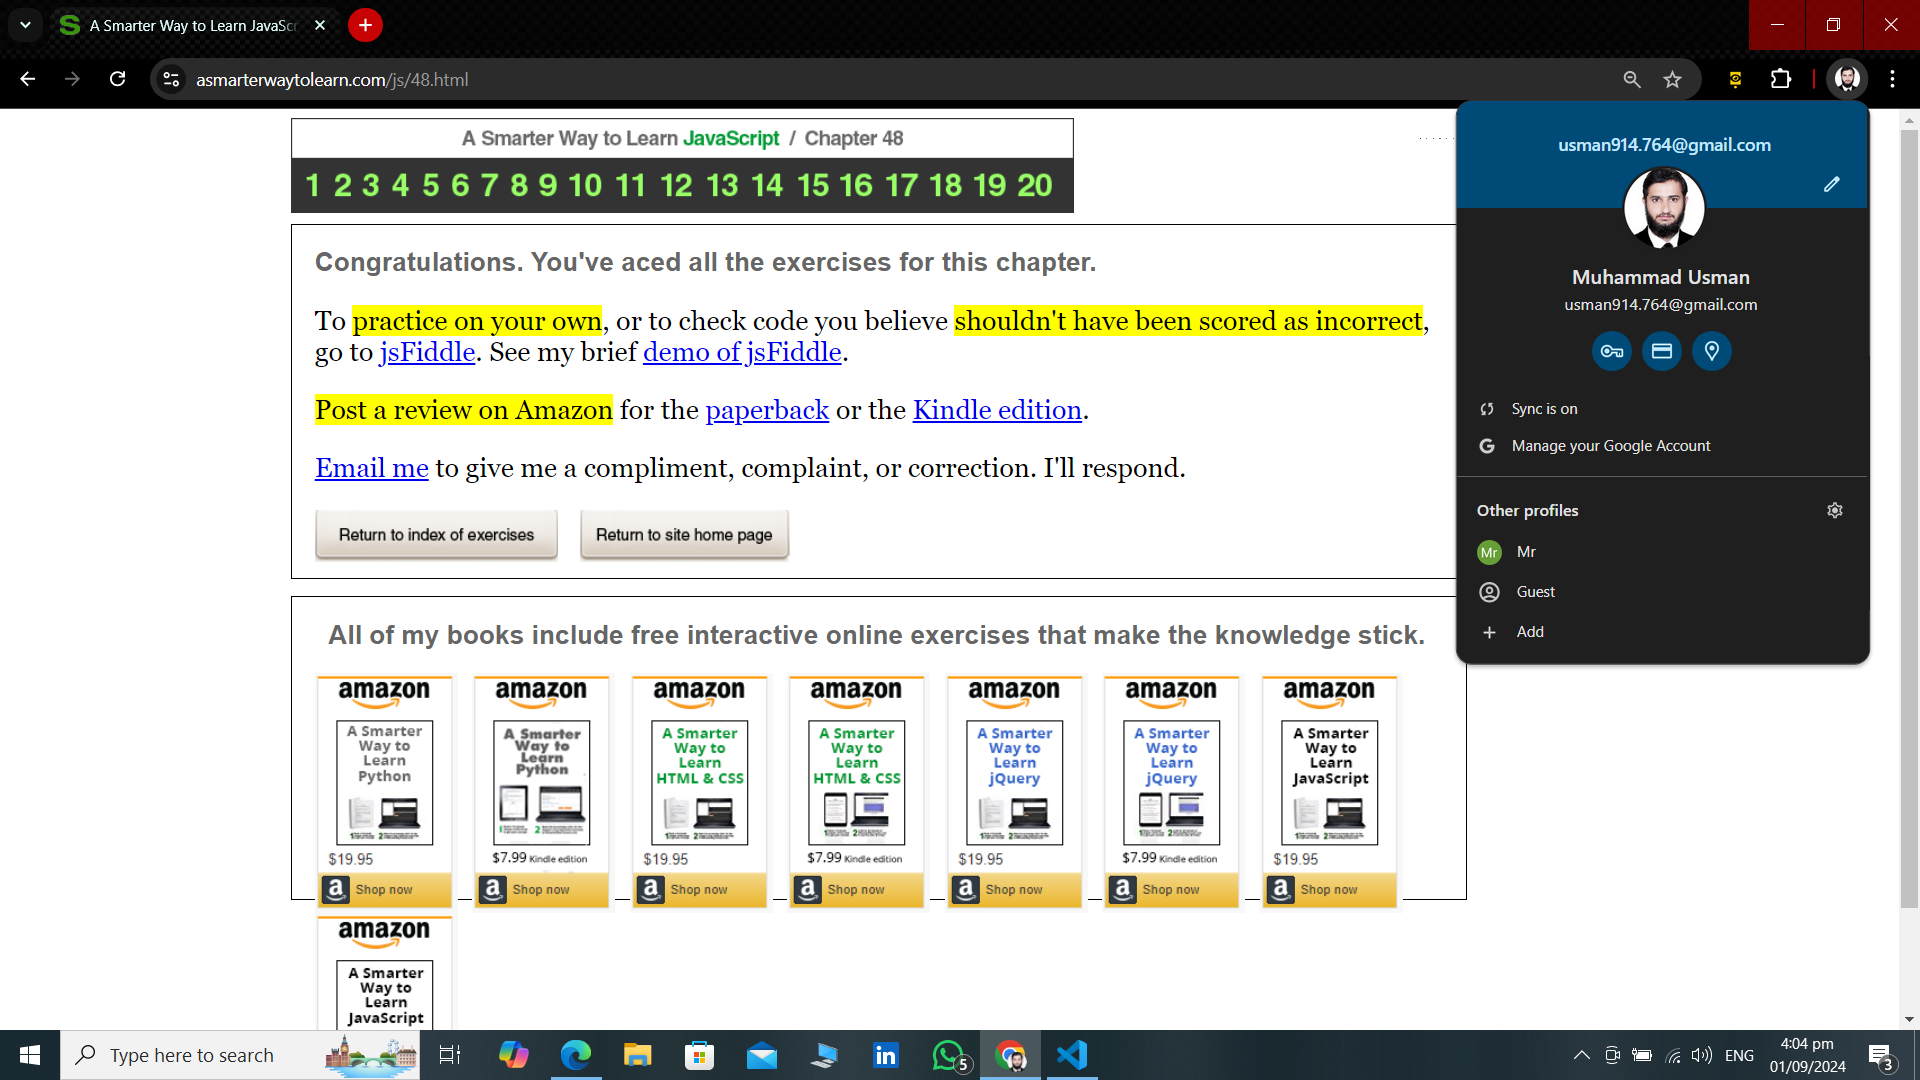 A Smarter Way to Learn JavaScr
asmarterwaytolearn.com/js/48.html
A Smarter Way to Learn JavaScript / Chapter 48
1 2 3 4 5 6 7 8 9 10 11 12 13 14 15 16 17 18 19 20
Congratulations. You've aced all the exercises for this chapter.
To practice on your own, or to check code you believe shouldn't have been scored as incorrect,
go to jsFiddle. See my brief demo of jsFiddle.
Post a review on Amazon for the paperback or the Kindle edition.
Email me to give me a compliment, complaint, or correction. I'll respond.
Return to index of exercises Return to site home page
usman914.764@gmail.com
Muhammad Usman
usman914.764@gmail.com
Sync is on
Manage your Google Account
Other profiles
Mr Mr
Guest
Add
All of my books include free interactive online exercises that make the knowledge stick.
amazon amazon amazon amazon amazon amazon amazon
A Smarter A Smarter A Smarter A Smarter A Smarter A Smarter A Smarter
Way to Way to Way to Way to Way to Way to Way to
Learn Learn Learn Learn Learn Learn Learn
Python Python HTML & CSS HTML & CSS jQuery jQuery JavaScript
$19.95 $7.99 Kindle edition $19.95 $7.99 Kindle edition $19.95 $7.99 Kindle edition $19.95
a Shop now a Shop now a Shop now a Shop now a Shop now a Shop now a Shop now
amazon
A Smarter
Way to
Learn
JavaScript
Type here to search
5
ENG
4:04 pm
01/09/2024
3